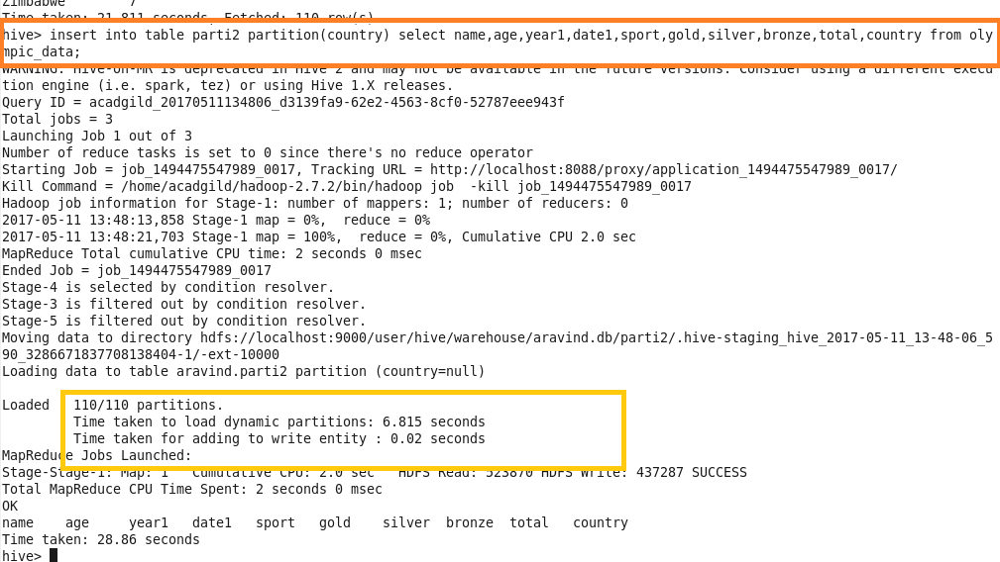 Zimbabwe 7
Time taken: 21.811 seconds, Fetched: 110 row(s)
hive> insert into table parti2 partition(country) select name,age,year1,date1,sport,gold,silver,bronze,total,country from oly
mpic_data;
WARNING: Hive-on-MR is deprecated in Hive 2 and may not be available in the future versions. Consider using a different execu
tion engine (i.e. spark, tez) or using Hive 1.X releases.
Query ID = acadgild_20170511134806_d3139fa9-62e2-4563-8cf0-52787eee943f
Total jobs = 3
Launching Job 1 out of 3
Number of reduce tasks is set to 0 since there's no reduce operator
Starting Job = job_1494475547989_0017, Tracking URL = http://localhost:8088/proxy/application_1494475547989_0017/
Kill Command = /home/acadgild/hadoop-2.7.2/bin/hadoop job  -kill job_1494475547989_0017
Hadoop job information for Stage-1: number of mappers: 1; number of reducers: 0
2017-05-11 13:48:13,858 Stage-1 map = 0%,  reduce = 0%
2017-05-11 13:48:21,703 Stage-1 map = 100%,  reduce = 0%, Cumulative CPU 2.0 sec
MapReduce Total cumulative CPU time: 2 seconds 0 msec
Ended Job = job_1494475547989_0017
Stage-4 is selected by condition resolver.
Stage-3 is filtered out by condition resolver.
Stage-5 is filtered out by condition resolver.
Moving data to directory hdfs://localhost:9000/user/hive/warehouse/aravind.db/parti2/.hive-staging_hive_2017-05-11_13-48-06_5
90_3286671837708138404-1/-ext-10000
Loading data to table aravind.parti2 partition (country=null)
Loaded 110/110 partitions.
Time taken to load dynamic partitions: 6.815 seconds
Time taken for adding to write entity : 0.02 seconds
MapReduce Jobs Launched:
Stage-Stage-1: Map: 1   Cumulative CPU: 2.0 sec   HDFS Read: 523870 HDFS Write: 437287 SUCCESS
Total MapReduce CPU Time Spent: 2 seconds 0 msec
OK
name age year1 date1 sport gold silver bronze total country
Time taken: 28.86 seconds
hive>